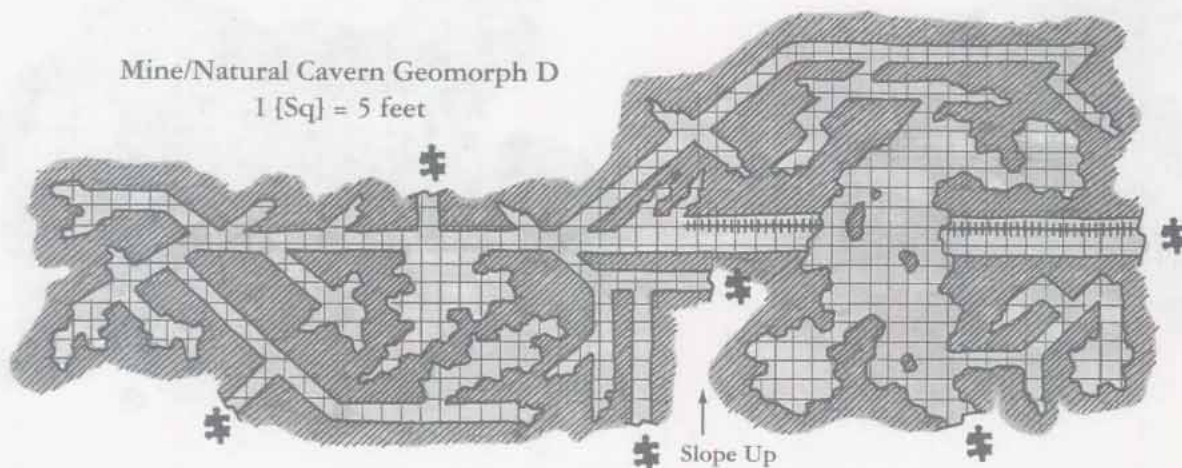 Mine/Natural Cavern Geomorph D
1 {Sq} = 5 feet
Slope Up